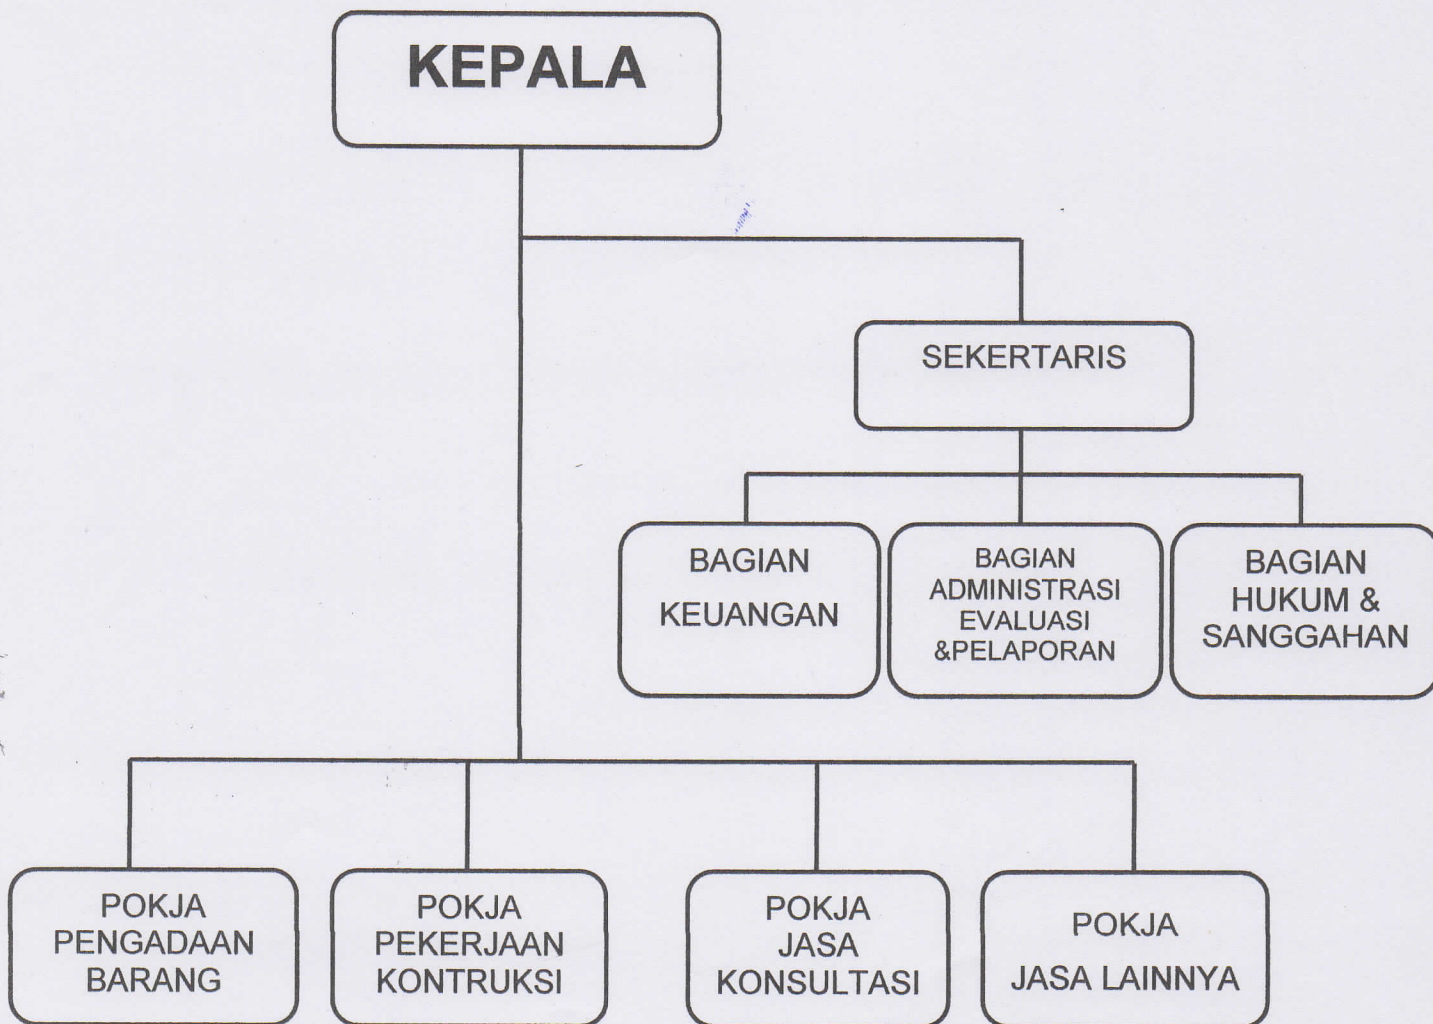 KEPALA
SEKERTARIS
BAGIAN
KEUANGAN
BAGIAN
ADMINISTRASI
EVALUASI
&PELAPORAN
BAGIAN
HUKUM &
SANGGAHAN
POKJA
PENGADAAN
BARANG
POKJA
PEKERJAAN
KONTRUKSI
POKJA
JASA
KONSULTASI
POKJA
JASA LAINNYA